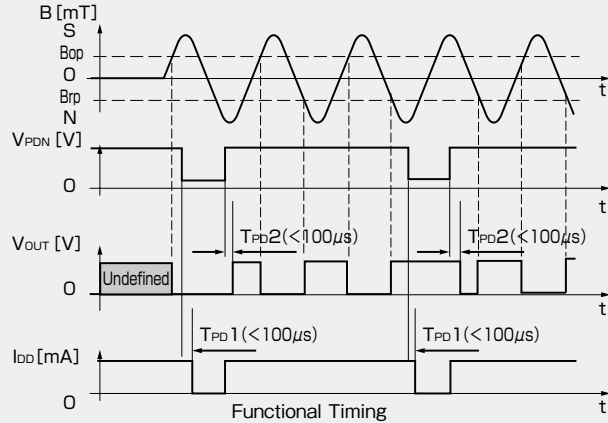 B [mT]
S
Bop
0
t
Brp
N
VPDN [V]
0
t
TPD2(<100μs) TPD2(<100μs)
VOUT [V]
Undefined
0
t
TPD1(<100μs) TPD1(<100μs)
IDD [mA]
0
t
Functional Timing